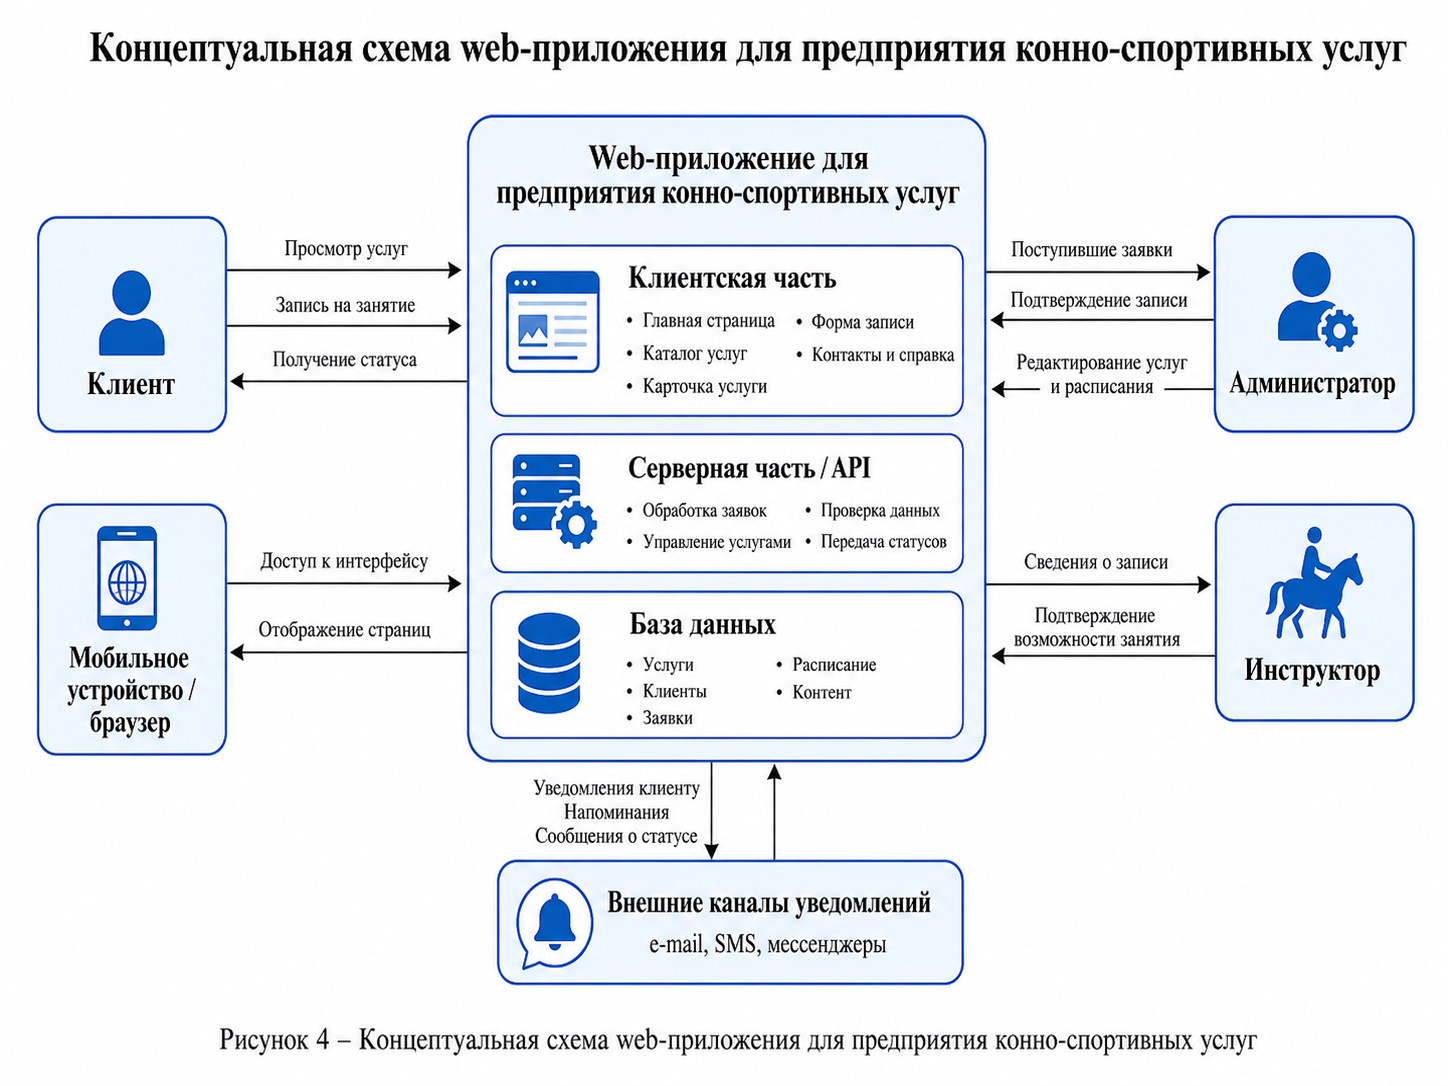 Концептуальная схема web-приложения для предприятия конно-спортивных услуг
Клиент
Просмотр услуг
Запись на занятие
Получение статуса
Мобильное
устройство /
браузер
Доступ к интерфейсу
Отображение страниц
Web-приложение для
предприятия конно-спортивных услуг
Клиентская часть
• Главная страница
• Каталог услуг
• Карточка услуги
• Форма записи
• Контакты и справка
Серверная часть / API
• Обработка заявок
• Управление услугами
• Проверка данных
• Передача статусов
База данных
• Услуги
• Клиенты
• Заявки
• Расписание
• Контент
Поступившие заявки
Подтверждение записи
Редактирование услуг
и расписания
Администратор
Сведения о записи
Подтверждение
возможности занятия
Инструктор
Уведомления клиенту
Напоминания
Сообщения о статусе
Внешние каналы уведомлений
e-mail, SMS, мессенджеры
Рисунок 4 – Концептуальная схема web-приложения для предприятия конно-спортивных услуг